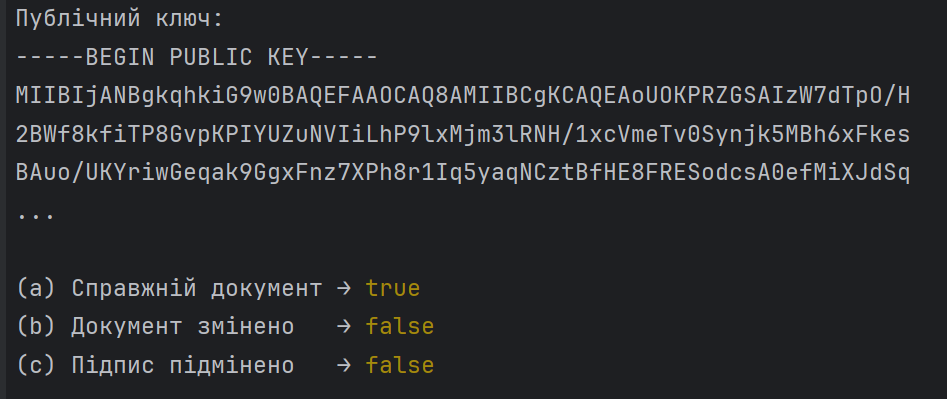 Публічний ключ:
-----BEGIN PUBLIC KEY-----
MIIBIjANBgkqhkiG9w0BAQEFAAOCAQ8AMIIBCgKCAQEAoUOKPRZGSAIzW7dTpO/H
2BWf8kfiTP8GvpKPIYUZuNVIiLhP9lxMjm3lRNH/1xcVmeTv0Synjk5MBh6xFkes
BAuo/UKYriwGeqak9GgxFnz7XPh8r1Iq5yaqNCztBfHE8FRESodcsA0efMiXJdSq
...
(a) Справжній документ → true
(b) Документ змінено → false
(c) Підпис підмінено → false